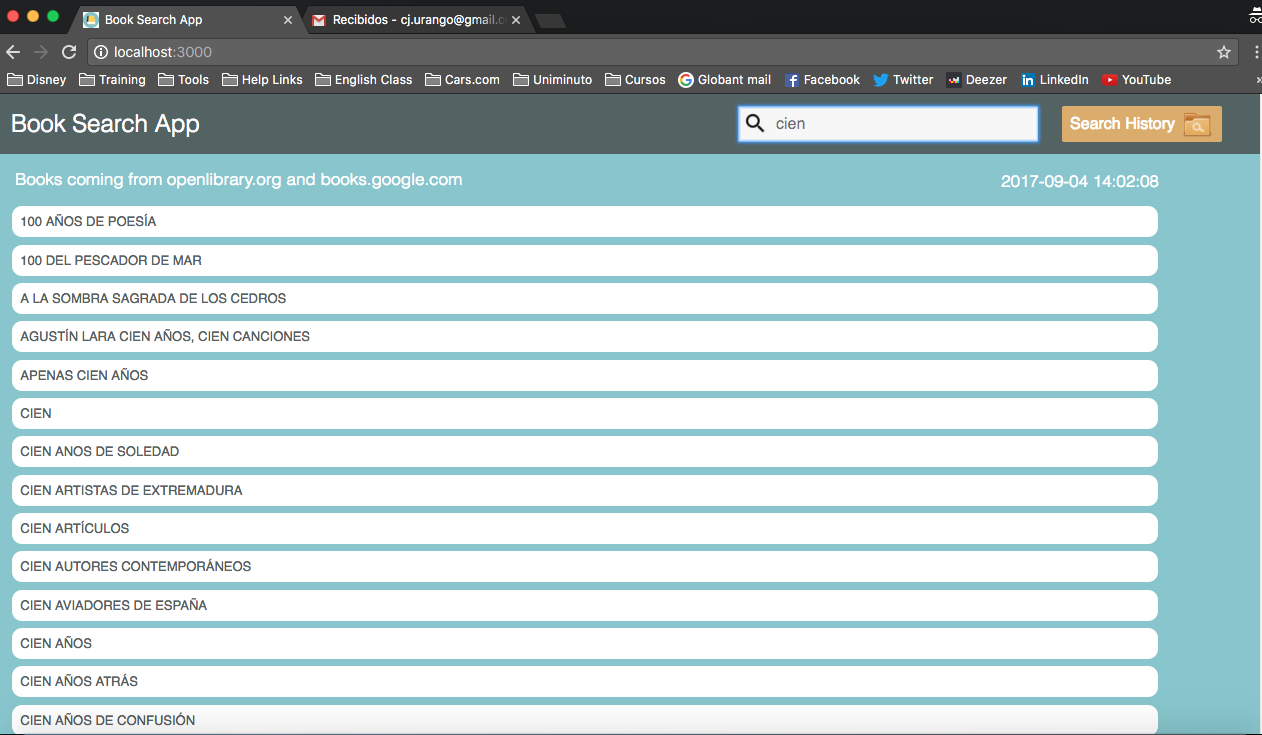 Book Search App
Recibidos - cj.urango@gmail.c
localhost:3000
Disney Training Tools Help Links English Class Cars.com Uniminuto Cursos Globant mail Facebook Twitter Deezer LinkedIn YouTube
Book Search App cien Search History
Books coming from openlibrary.org and books.google.com 2017-09-04 14:02:08
100 AÑOS DE POESÍA
100 DEL PESCADOR DE MAR
A LA SOMBRA SAGRADA DE LOS CEDROS
AGUSTÍN LARA CIEN AÑOS, CIEN CANCIONES
APENAS CIEN AÑOS
CIEN
CIEN ANOS DE SOLEDAD
CIEN ARTISTAS DE EXTREMADURA
CIEN ARTÍCULOS
CIEN AUTORES CONTEMPORÁNEOS
CIEN AVIADORES DE ESPAÑA
CIEN AÑOS
CIEN AÑOS ATRÁS
CIEN AÑOS DE CONFUSIÓN